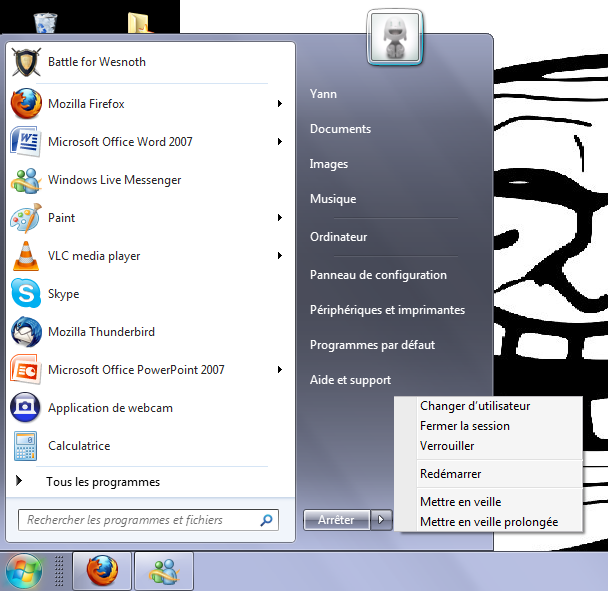 Battle for Wesnoth
Mozilla Firefox
Microsoft Office Word 2007
Windows Live Messenger
Paint
VLC media player
Skype
Mozilla Thunderbird
Microsoft Office PowerPoint 2007
Application de webcam
Calculatrice
Tous les programmes
Rechercher les programmes et fichiers
Yann
Documents
Images
Musique
Ordinateur
Panneau de configuration
Périphériques et imprimantes
Programmes par défaut
Aide et support
Arrêter
Changer d'utilisateur
Fermer la session
Verrouiller
Redémarrer
Mettre en veille
Mettre en veille prolongée